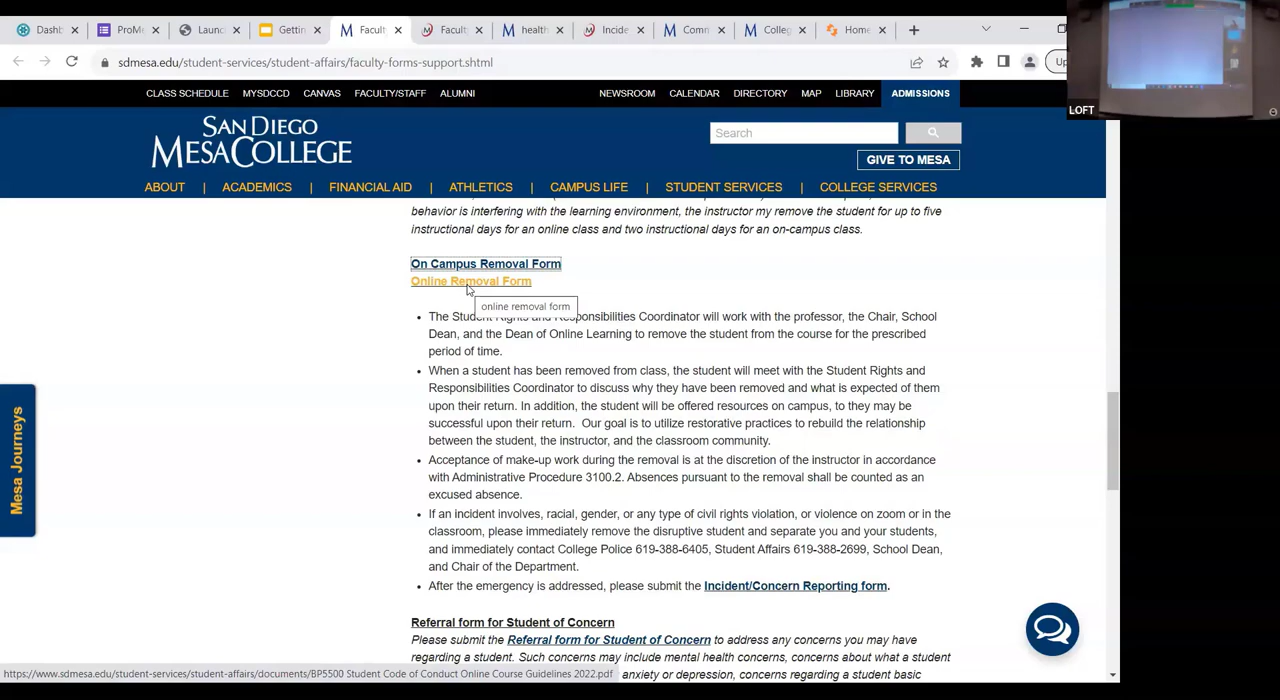 Dashb
ProMe
Launc
Gettin
Facult
Facult
health
Incide
Comm
Colleg
Home
sdmesa.edu/student-services/student-affairs/faculty-forms-support.shtml
Up
LOFT
CLASS SCHEDULE MYSDCCD CANVAS FACULTY/STAFF ALUMNI NEWSROOM CALENDAR DIRECTORY MAP LIBRARY ADMISSIONS
SAN DIEGO
MESA COLLEGE
Search
GIVE TO MESA
ABOUT | ACADEMICS | FINANCIAL AID | ATHLETICS | CAMPUS LIFE | STUDENT SERVICES | COLLEGE SERVICES
behavior is interfering with the learning environment, the instructor my remove the student for up to five
instructional days for an online class and two instructional days for an on-campus class.
On Campus Removal Form
Online Removal Form
online removal form
• The Student Rights and Responsibilities Coordinator will work with the professor, the Chair, School
Dean, and the Dean of Online Learning to remove the student from the course for the prescribed
period of time.
• When a student has been removed from class, the student will meet with the Student Rights and
Responsibilities Coordinator to discuss why they have been removed and what is expected of them
upon their return. In addition, the student will be offered resources on campus, to they may be
successful upon their return. Our goal is to utilize restorative practices to rebuild the relationship
between the student, the instructor, and the classroom community.
• Acceptance of make-up work during the removal is at the discretion of the instructor in accordance
with Administrative Procedure 3100.2. Absences pursuant to the removal shall be counted as an
excused absence.
• If an incident involves, racial, gender, or any type of civil rights violation, or violence on zoom or in the
classroom, please immediately remove the disruptive student and separate you and your students,
and immediately contact College Police 619-388-6405, Student Affairs 619-388-2699, School Dean,
and Chair of the Department.
• After the emergency is addressed, please submit the Incident/Concern Reporting form.
Mesa Journeys
Referral form for Student of Concern
Please submit the Referral form for Student of Concern to address any concerns you may have
regarding a student. Such concerns may include mental health concerns, concerns about what a student
anxiety or depression, concerns regarding a student basic
https://www.sdmesa.edu/student-services/student-affairs/documents/BP5500 Student Code of Conduct Online Course Guidelines 2022.pdf